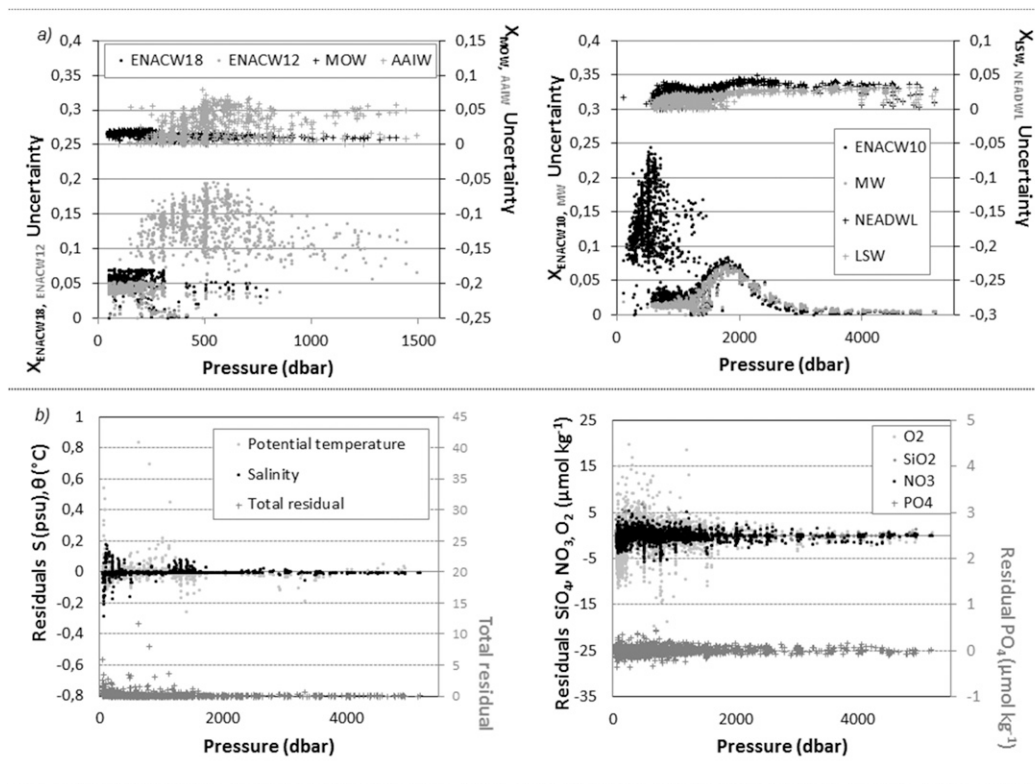 a)
0,4
0,35
0,3
0,25
0,2
0,15
0,1
0,05
0
X_ENACW18, ENACW12 Uncertainty
ENACW18 ENACW12 MOW AAIW
0,15
0,1
0,05
0
-0,05
-0,1
-0,15
-0,2
-0,25
X_MOW, AAIW Uncertainty
0 500 1000 1500
Pressure (dbar)
0,4
0,35
0,3
0,25
0,2
0,15
0,1
0,05
0
X_ENACW10, MW Uncertainty
ENACW10
MW
NEADWL
LSW
0,1
0,05
0
-0,05
-0,1
-0,15
-0,2
-0,25
-0,3
X_LSW, NEADWL Uncertainty
0 2000 4000
Pressure (dbar)
b)
1
0,8
0,6
0,4
0,2
0
-0,2
-0,4
-0,6
-0,8
Residuals S (psu),θ (°C)
Potential temperature
Salinity
Total residual
45
40
35
30
25
20
15
10
5
0
Total residual
0 2000 4000
Pressure (dbar)
25
15
5
-5
-15
-25
-35
Residuals SiO4, NO3,O2 (µmol kg-1)
O2
SiO2
NO3
PO4
5
4
3
2
1
0
-1
Residual PO4 (µmol kg-1)
0 2000 4000
Pressure (dbar)